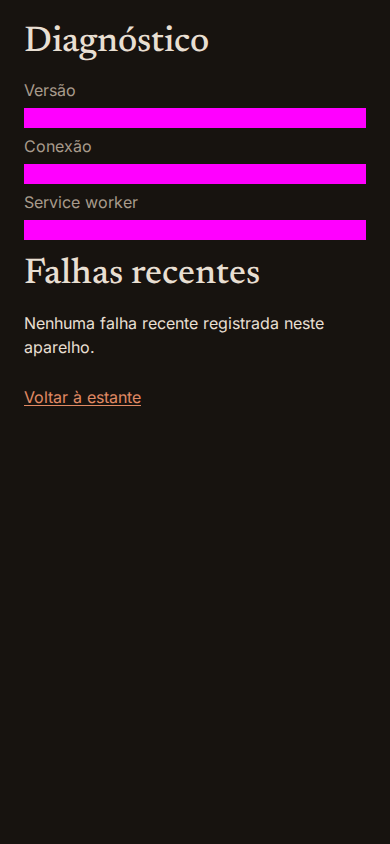 Diagnóstico
Versão
Conexão
Service worker
Falhas recentes
Nenhuma falha recente registrada neste
aparelho.
Voltar à estante